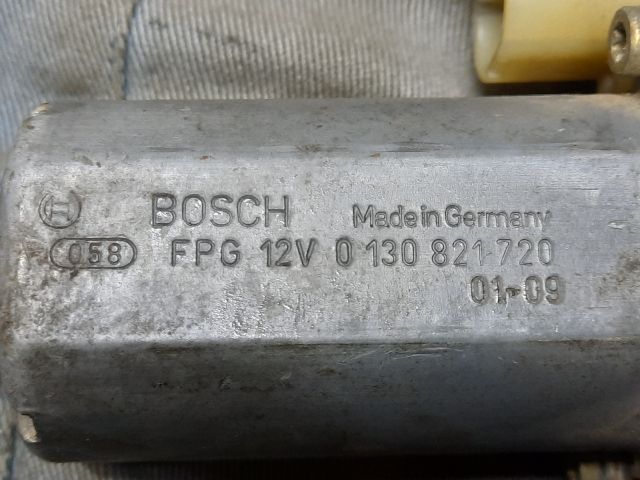 BOSCH Made in Germany
058 FPG 12V 0 130 821 720
01-09